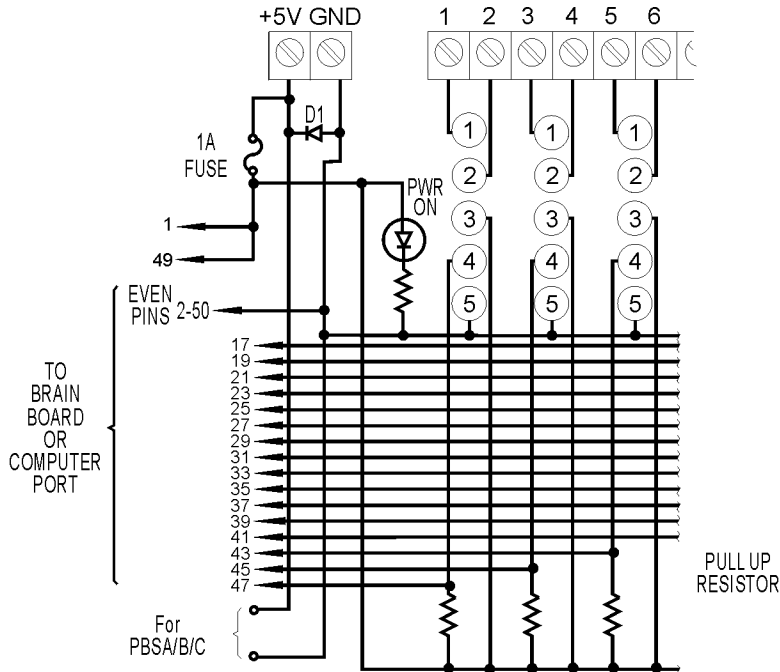 +5V GND 1 2 3 4 5 6
D1
1A
FUSE
PWR
ON
1 1 1
2 2 2
3 3 3
4 4 4
5 5 5
1
49
EVEN
PINS 2-50
TO
BRAIN
BOARD
OR
COMPUTER
PORT
17
19
21
23
25
27
29
31
33
35
37
39
41
43
45
47
PULL UP
RESISTOR
For
PBSA/B/C